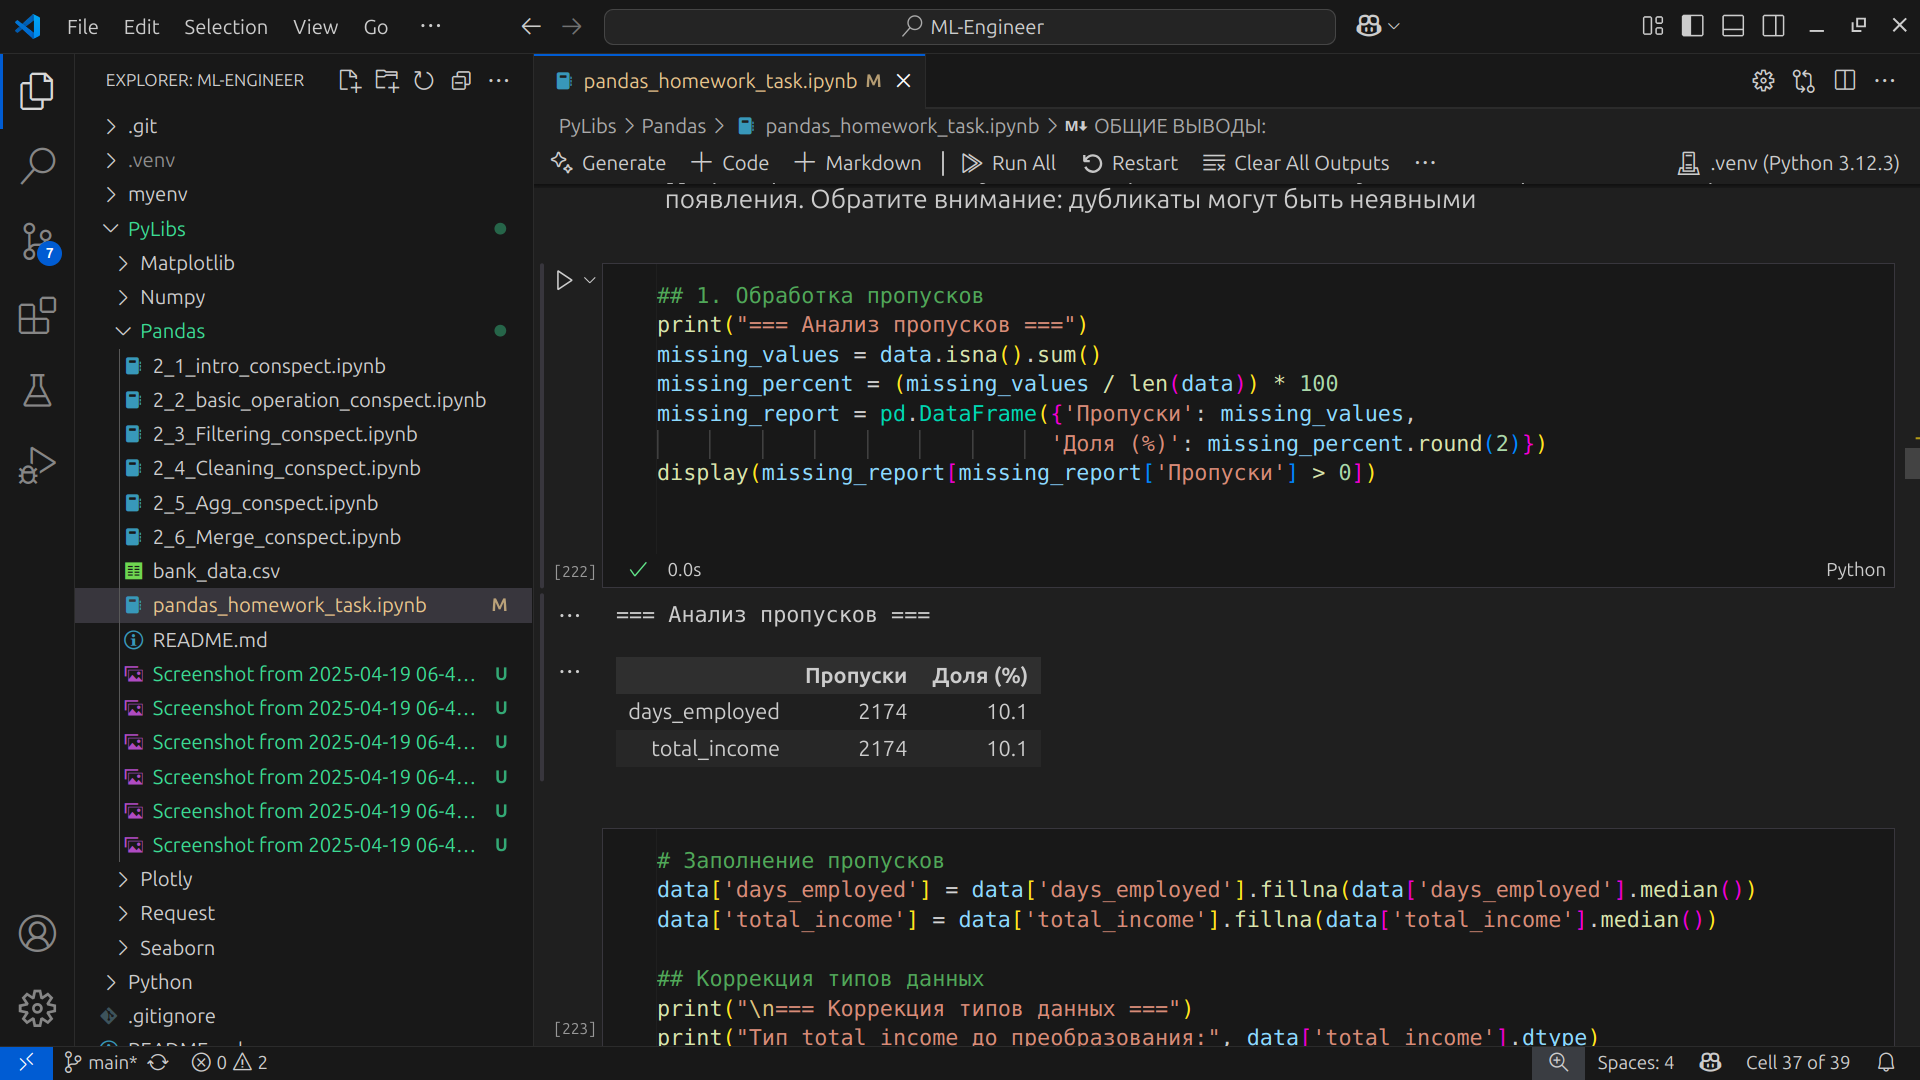 File Edit Selection View Go ··· ML-Engineer
EXPLORER: ML-ENGINEER
.git
.venv
myenv
PyLibs
Matplotlib
Numpy
Pandas
2_1_intro_conspect.ipynb
2_2_basic_operation_conspect.ipynb
2_3_Filtering_conspect.ipynb
2_4_Cleaning_conspect.ipynb
2_5_Agg_conspect.ipynb
2_6_Merge_conspect.ipynb
bank_data.csv
pandas_homework_task.ipynb M
README.md
Screenshot from 2025-04-19 06-4... U
Screenshot from 2025-04-19 06-4... U
Screenshot from 2025-04-19 06-4... U
Screenshot from 2025-04-19 06-4... U
Screenshot from 2025-04-19 06-4... U
Screenshot from 2025-04-19 06-4... U
Plotly
Request
Seaborn
Python
.gitignore
7
pandas_homework_task.ipynb M
PyLibs > Pandas > pandas_homework_task.ipynb > M↓ ОБЩИЕ ВЫВОДЫ:
Generate + Code + Markdown | Run All Restart Clear All Outputs ··· .venv (Python 3.12.3)
появления. Обратите внимание: дубликаты могут быть неявными
## 1. Обработка пропусков
print("=== Анализ пропусков ===")
missing_values = data.isna().sum()
missing_percent = (missing_values / len(data)) * 100
missing_report = pd.DataFrame({'Пропуски': missing_values,
'Доля (%)': missing_percent.round(2)})
display(missing_report[missing_report['Пропуски'] > 0])
[222] 0.0s Python
=== Анализ пропусков ===
Пропуски Доля (%)
days_employed 2174 10.1
total_income 2174 10.1
# Заполнение пропусков
data['days_employed'] = data['days_employed'].fillna(data['days_employed'].median())
data['total_income'] = data['total_income'].fillna(data['total_income'].median())
## Коррекция типов данных
print("\n=== Коррекция типов данных ===")
[223]
print("Тип total_income до преобразования:", data['total_income'].dtype)
main* 0 2 Spaces: 4 Cell 37 of 39